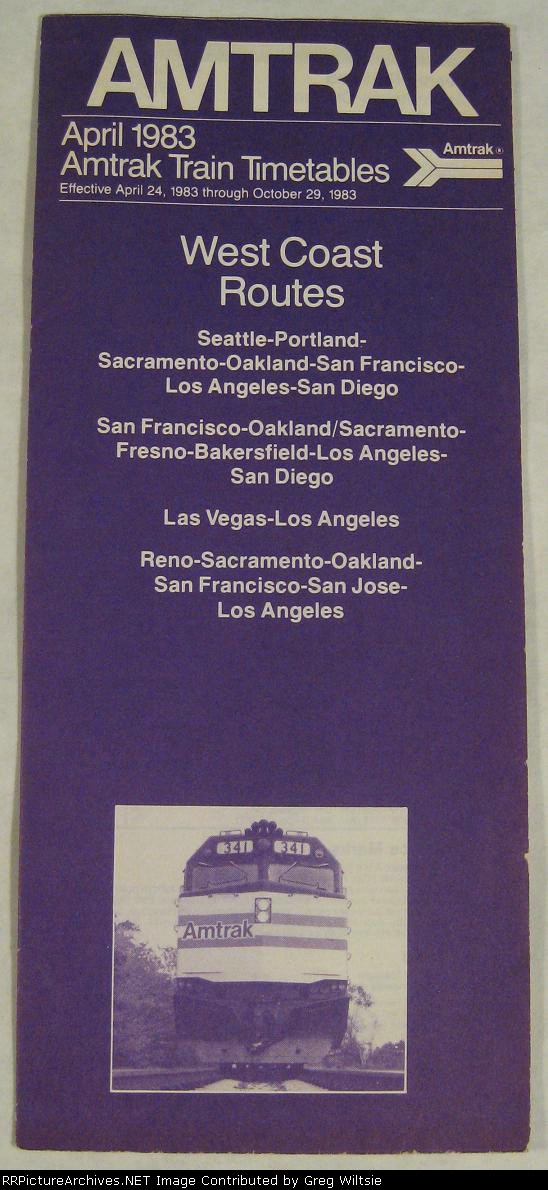 AMTRAK
April 1983
Amtrak Train Timetables
Amtrak®
Effective April 24, 1983 through October 29, 1983
West Coast
Routes
Seattle-Portland-
Sacramento-Oakland-San Francisco-
Los Angeles-San Diego
San Francisco-Oakland/Sacramento-
Fresno-Bakersfield-Los Angeles-
San Diego
Las Vegas-Los Angeles
Reno-Sacramento-Oakland-
San Francisco-San Jose-
Los Angeles
341 341
Amtrak
RailPictureArchives.NET Image Contributed by Greg Wiltsie